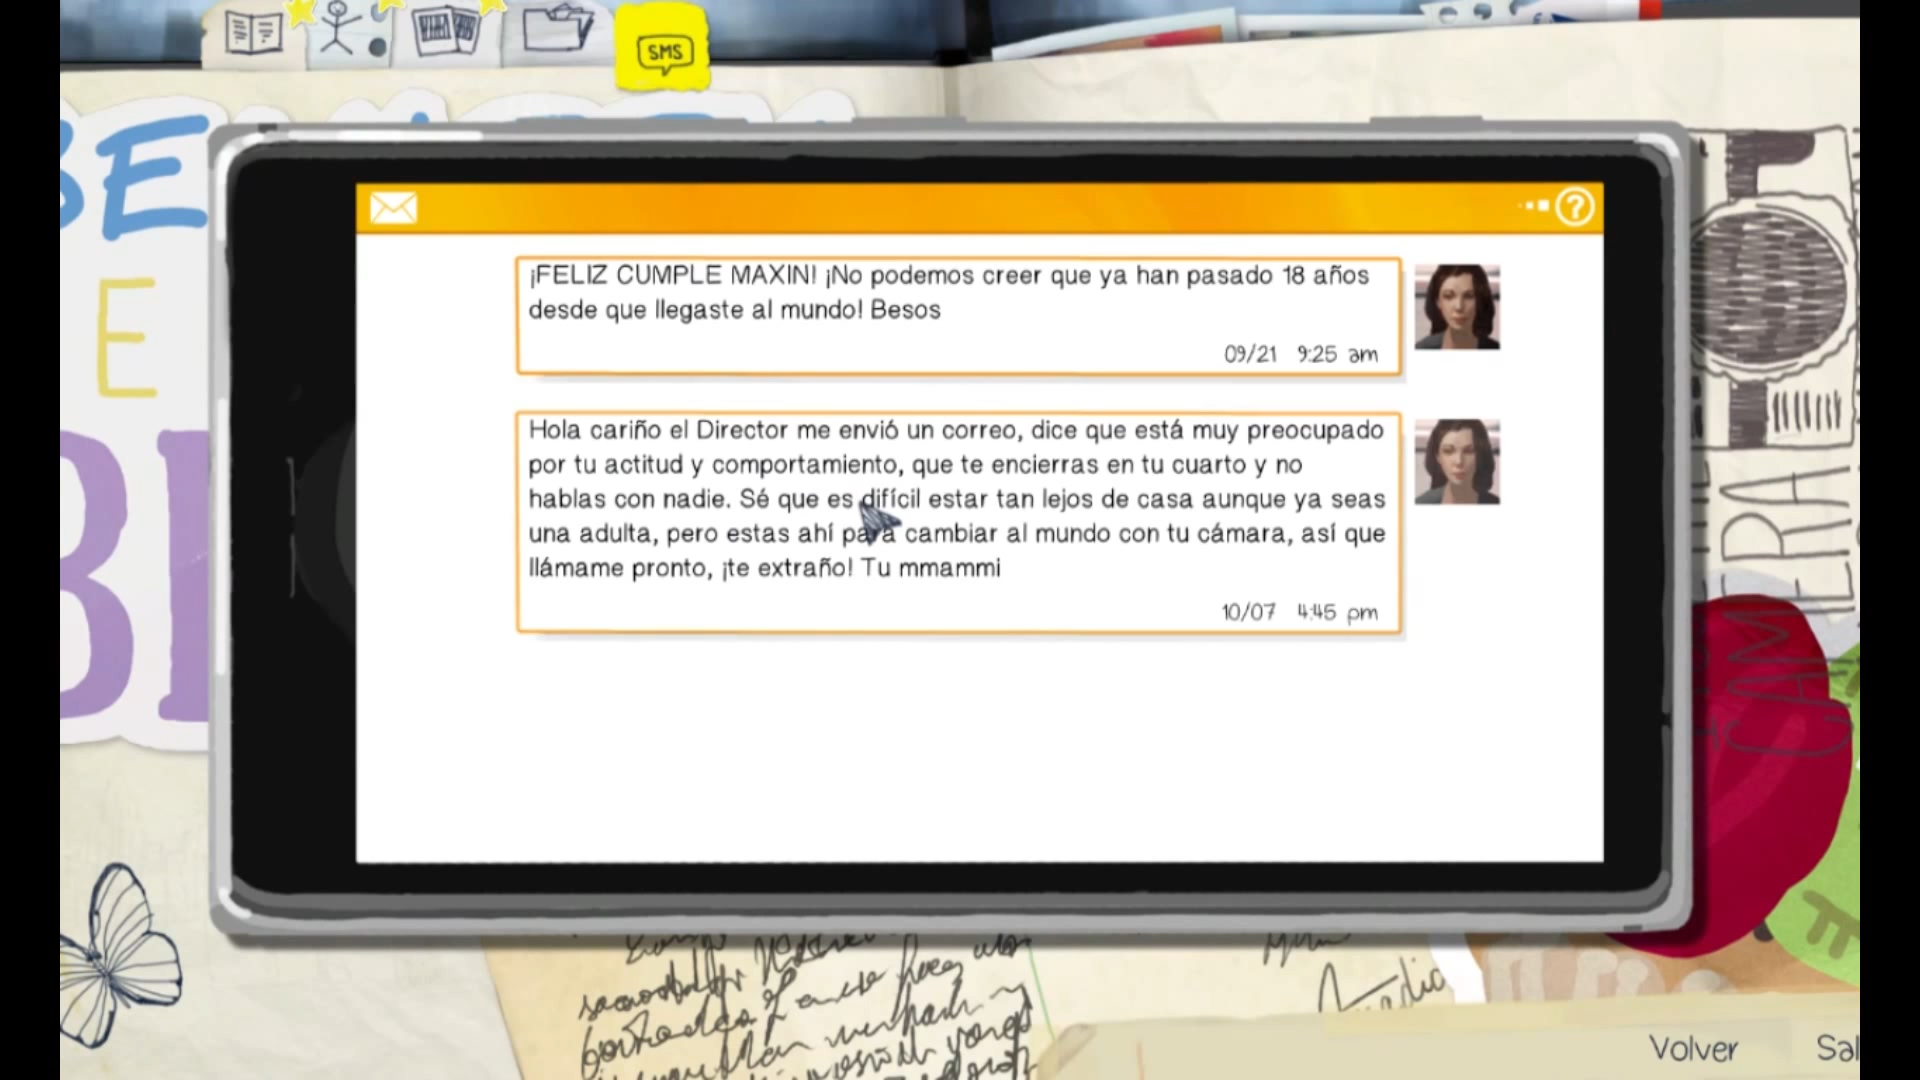 SMS
¡FELIZ CUMPLE MAXIN! ¡No podemos creer que ya han pasado 18 años
desde que llegaste al mundo! Besos
09/21 9:25 am
Hola cariño el Director me envió un correo, dice que está muy preocupado
por tu actitud y comportamiento, que te encierras en tu cuarto y no
hablas con nadie. Sé que es difícil estar tan lejos de casa aunque ya seas
una adulta, pero estas ahí para cambiar al mundo con tu cámara, así que
llámame pronto, ¡te extraño! Tu mmammi
10/07 4:45 pm
Volver